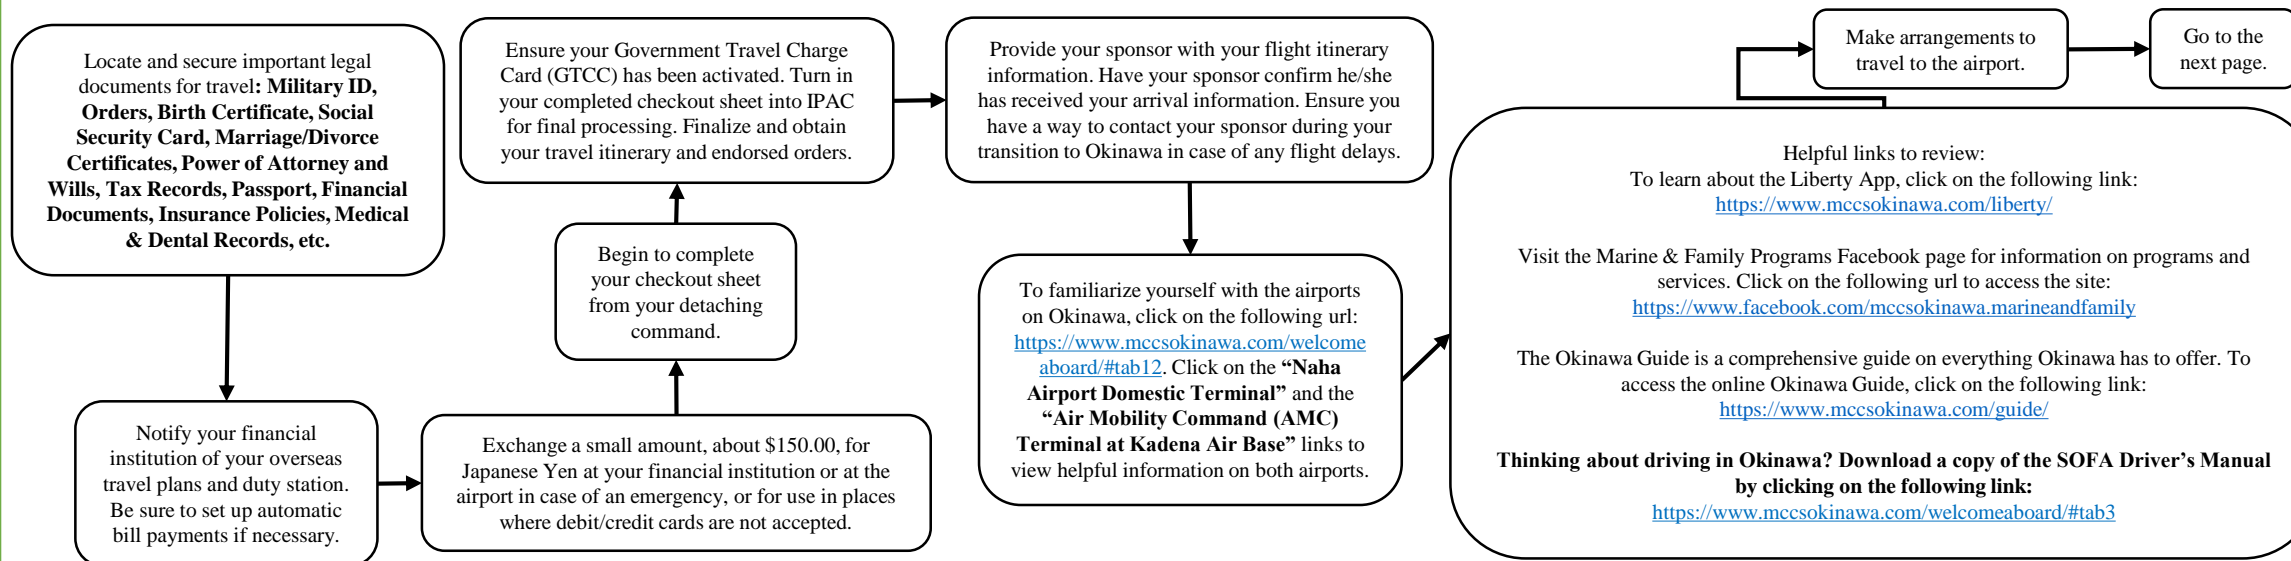 Locate and secure important legal
documents for travel: Military ID,
Orders, Birth Certificate, Social
Security Card, Marriage/Divorce
Certificates, Power of Attorney and
Wills, Tax Records, Passport, Financial
Documents, Insurance Policies, Medical
& Dental Records, etc.
Notify your financial
institution of your overseas
travel plans and duty station.
Be sure to set up automatic
bill payments if necessary.
Exchange a small amount, about $150.00, for
Japanese Yen at your financial institution or at the
airport in case of an emergency, or for use in places
where debit/credit cards are not accepted.
Begin to complete
your checkout sheet
from your detaching
command.
Ensure your Government Travel Charge
Card (GTCC) has been activated. Turn in
your completed checkout sheet into IPAC
for final processing. Finalize and obtain
your travel itinerary and endorsed orders.
Provide your sponsor with your flight itinerary
information. Have your sponsor confirm he/she
has received your arrival information. Ensure you
have a way to contact your sponsor during your
transition to Okinawa in case of any flight delays.
To familiarize yourself with the airports
on Okinawa, click on the following url:
https://www.mccsokinawa.com/welcome
aboard/#tab12. Click on the “Naha
Airport Domestic Terminal” and the
“Air Mobility Command (AMC)
Terminal at Kadena Air Base” links to
view helpful information on both airports.
Helpful links to review:
To learn about the Liberty App, click on the following link:
https://www.mccsokinawa.com/liberty/
Visit the Marine & Family Programs Facebook page for information on programs and
services. Click on the following url to access the site:
https://www.facebook.com/mccsokinawa.marineandfamily
The Okinawa Guide is a comprehensive guide on everything Okinawa has to offer. To
access the online Okinawa Guide, click on the following link:
https://www.mccsokinawa.com/guide/
Thinking about driving in Okinawa? Download a copy of the SOFA Driver’s Manual
by clicking on the following link:
https://www.mccsokinawa.com/welcomeaboard/#tab3
Make arrangements to
travel to the airport.
Go to the
next page.